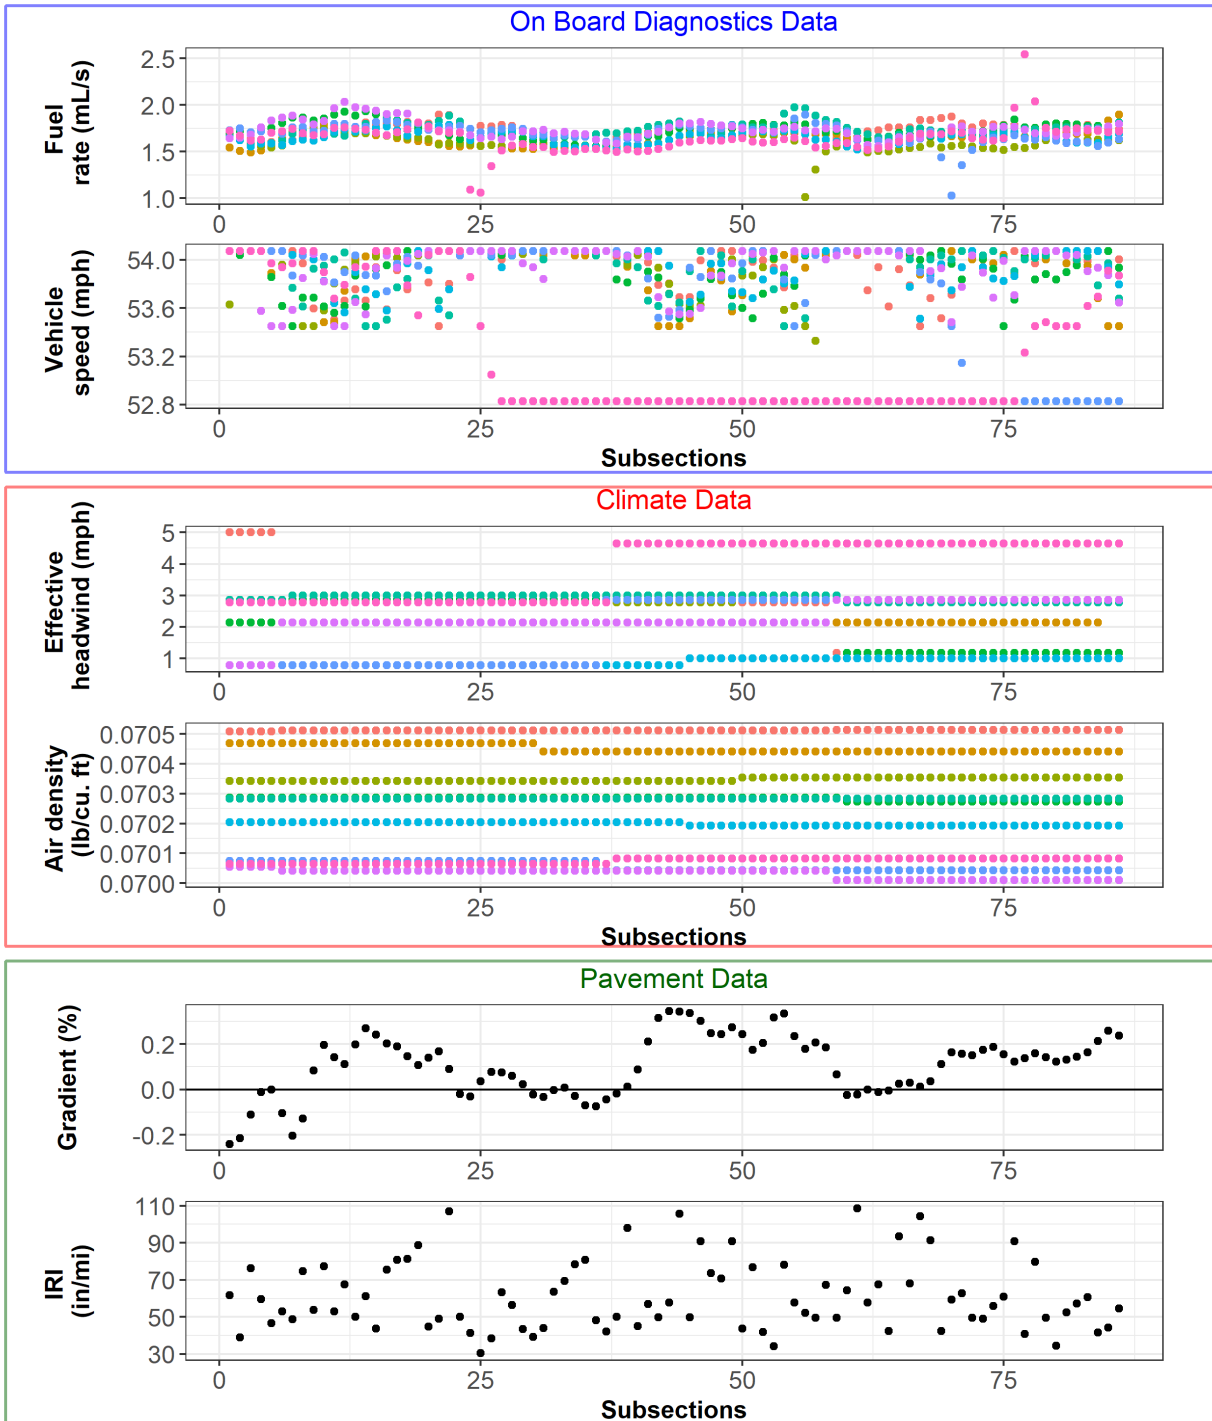 On Board Diagnostics Data
Fuel
rate (mL/s)
2.5
2.0
1.5
1.0
0 25 50 75
Vehicle
speed (mph)
54.0
53.6
53.2
52.8
0 25 50 75
Subsections
Climate Data
Effective
headwind (mph)
5
4
3
2
1
0 25 50 75
Air density
(lb/cu. ft)
0.0705
0.0704
0.0703
0.0702
0.0701
0.0700
0 25 50 75
Subsections
Pavement Data
Gradient (%)
0.2
0.0
-0.2
0 25 50 75
IRI
(in/mi)
110
90
70
50
30
0 25 50 75
Subsections